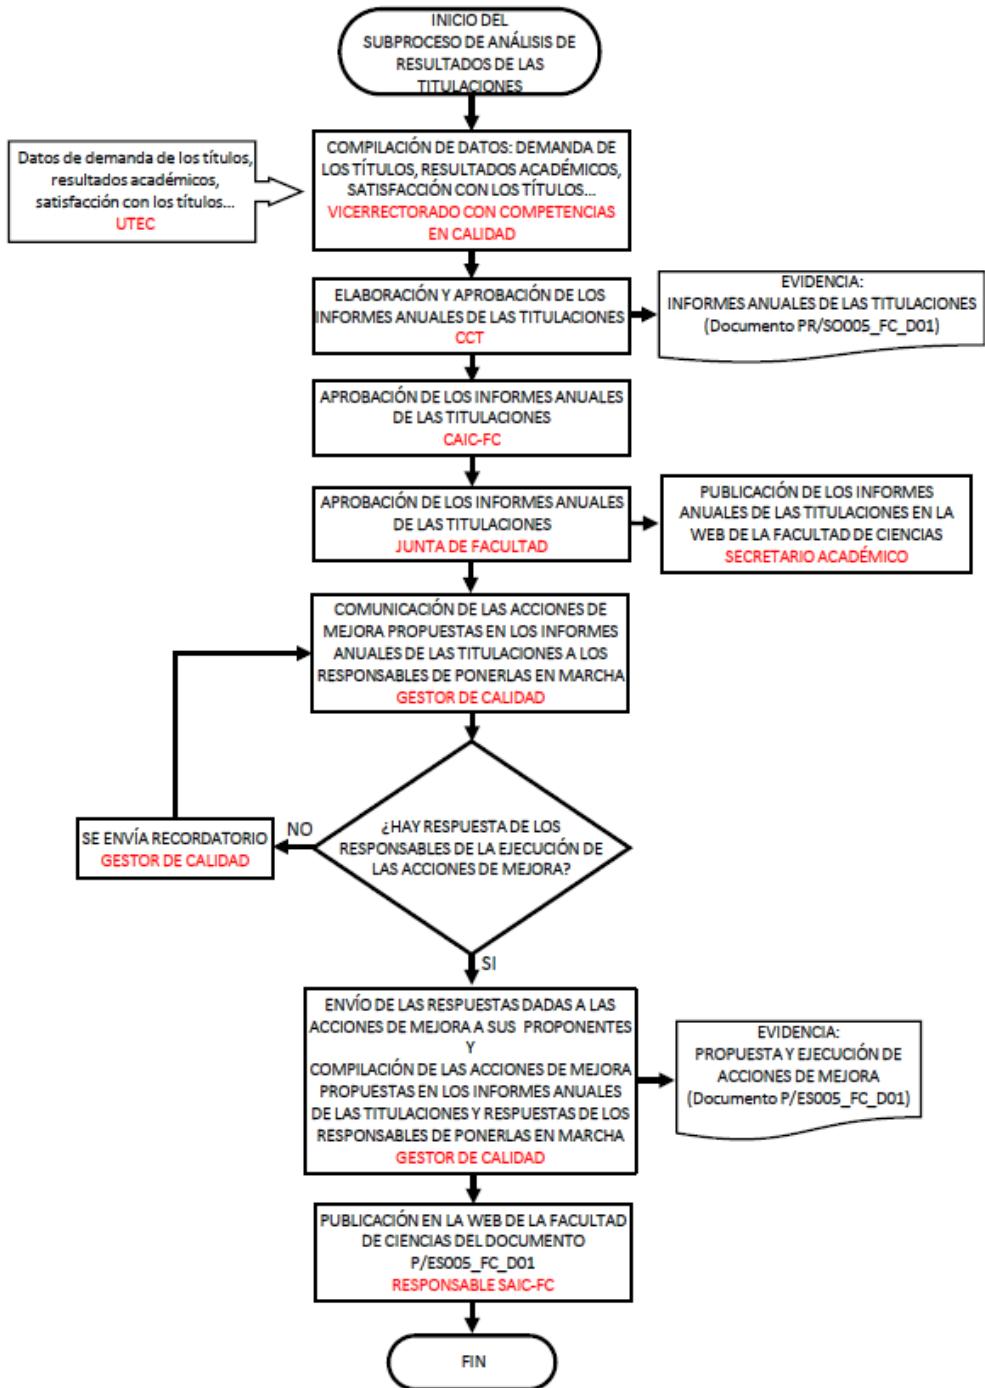 INICIO DEL
SUBPROCESO DE ANÁLISIS DE
RESULTADOS DE LAS
TITULACIONES
Datos de demanda de los títulos,
resultados académicos,
satisfacción con los títulos...
UTEC
COMPILACIÓN DE DATOS: DEMANDA DE
LOS TÍTULOS, RESULTADOS ACADÉMICOS,
SATISFACCIÓN CON LOS TÍTULOS...
VICERRECTORADO CON COMPETENCIAS
EN CALIDAD
ELABORACIÓN Y APROBACIÓN DE LOS
INFORMES ANUALES DE LAS TITULACIONES
CCT
EVIDENCIA:
INFORMES ANUALES DE LAS TITULACIONES
(Documento PR/SO005_FC_D01)
APROBACIÓN DE LOS INFORMES ANUALES
DE LAS TITULACIONES
CAIC-FC
APROBACIÓN DE LOS INFORMES ANUALES
DE LAS TITULACIONES
JUNTA DE FACULTAD
PUBLICACIÓN DE LOS INFORMES
ANUALES DE LAS TITULACIONES EN LA
WEB DE LA FACULTAD DE CIENCIAS
SECRETARIO ACADÉMICO
COMUNICACIÓN DE LAS ACCIONES DE
MEJORA PROPUESTAS EN LOS INFORMES
ANUALES DE LAS TITULACIONES A LOS
RESPONSABLES DE PONERLAS EN MARCHA
GESTOR DE CALIDAD
¿HAY RESPUESTA DE LOS
RESPONSABLES DE LA EJECUCIÓN DE
LAS ACCIONES DE MEJORA?
NO
SE ENVÍA RECORDATORIO
GESTOR DE CALIDAD
SI
ENVÍO DE LAS RESPUESTAS DADAS A LAS
ACCIONES DE MEJORA A SUS PROPONENTES
Y
COMPILACIÓN DE LAS ACCIONES DE MEJORA
PROPUESTAS EN LOS INFORMES ANUALES
DE LAS TITULACIONES Y RESPUESTAS DE LOS
RESPONSABLES DE PONERLAS EN MARCHA
GESTOR DE CALIDAD
EVIDENCIA:
PROPUESTA Y EJECUCIÓN DE
ACCIONES DE MEJORA
(Documento P/ES005_FC_D01)
PUBLICACIÓN EN LA WEB DE LA FACULTAD
DE CIENCIAS DEL DOCUMENTO
P/ES005_FC_D01
RESPONSABLE SAIC-FC
FIN